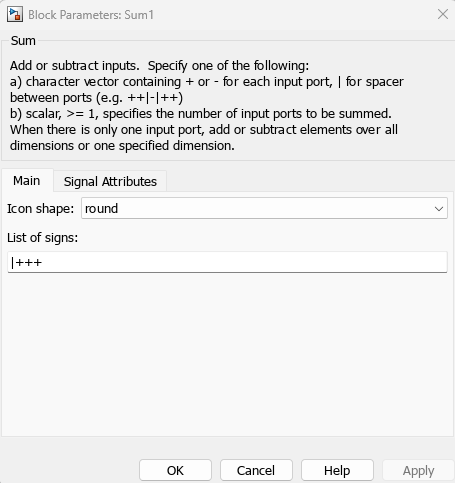 Block Parameters: Sum1
Sum
Add or subtract inputs.  Specify one of the following:
a) character vector containing + or - for each input port, | for spacer
between ports (e.g. ++|-|++)
b) scalar, >= 1, specifies the number of input ports to be summed.
When there is only one input port, add or subtract elements over all
dimensions or one specified dimension.
Main Signal Attributes
Icon shape: round
List of signs:
|+++
OK Cancel Help Apply